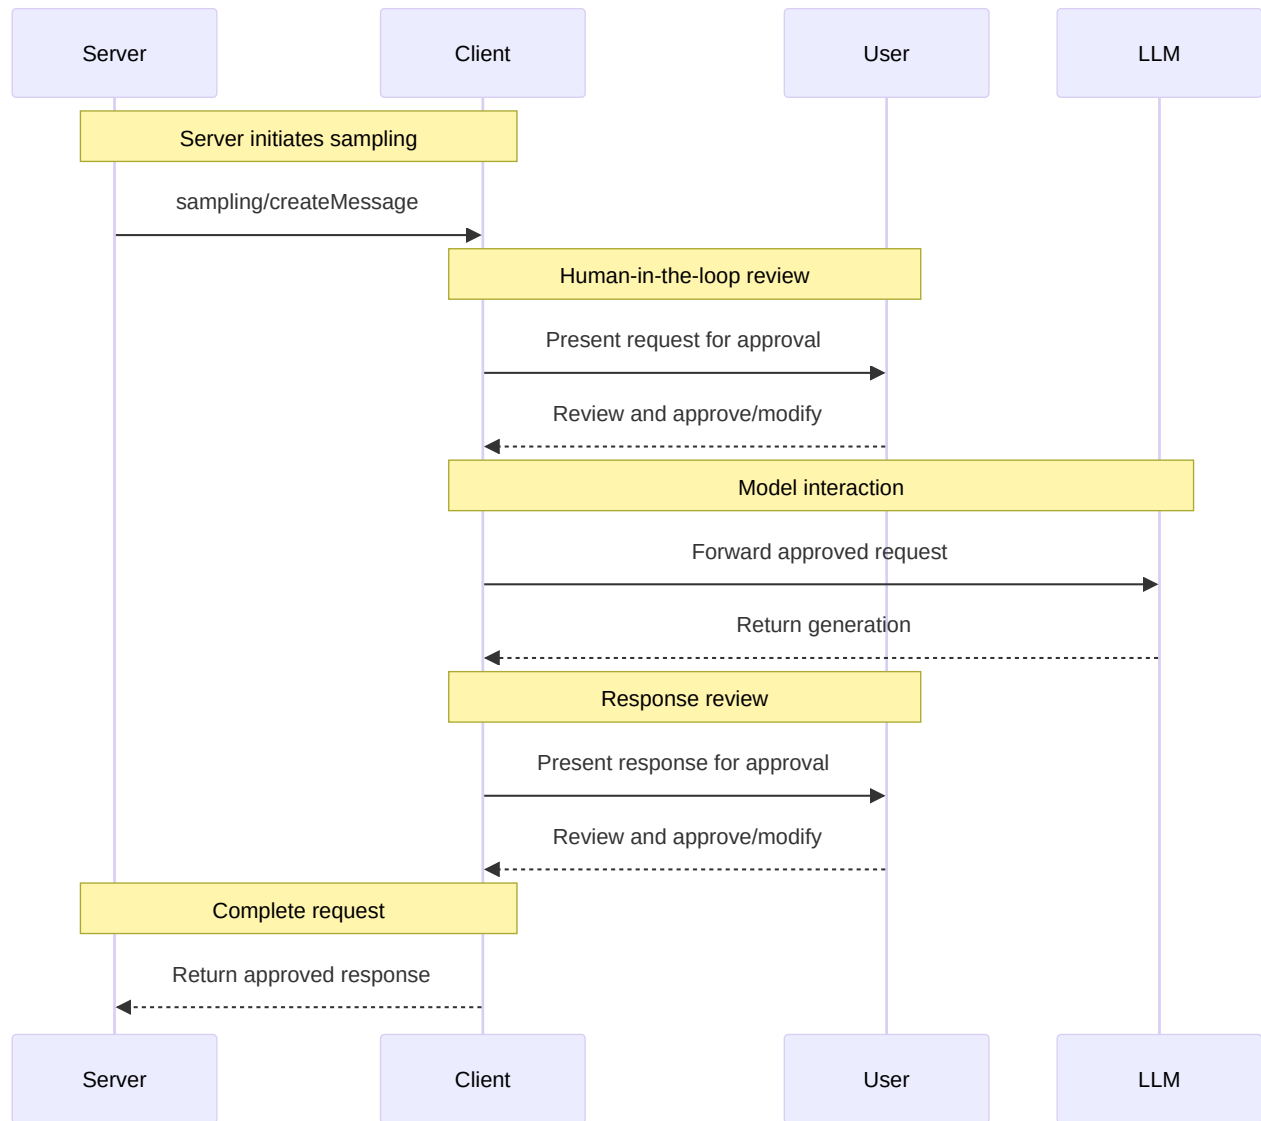 Server
Client
User
LLM
Server initiates sampling
sampling/createMessage
Human-in-the-loop review
Present request for approval
Review and approve/modify
Model interaction
Forward approved request
Return generation
Response review
Present response for approval
Review and approve/modify
Complete request
Return approved response
Server
Client
User
LLM